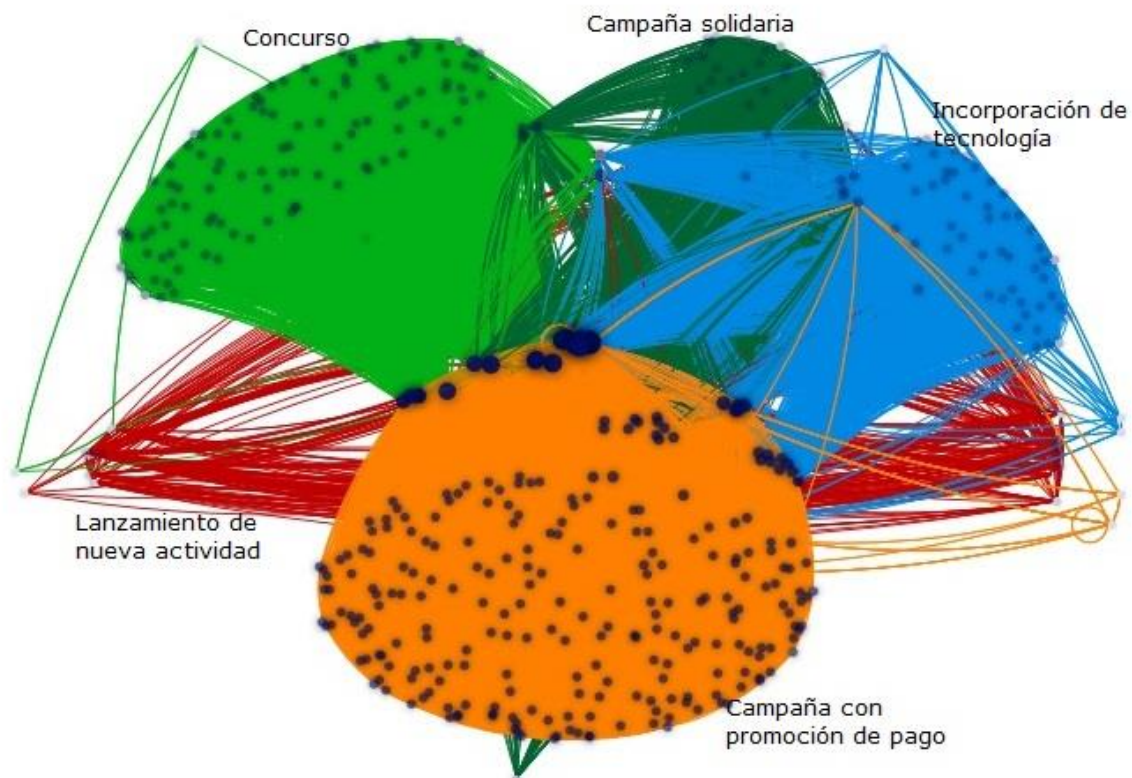 Concurso
Campaña solidaria
Incorporación de
tecnología
Lanzamiento de
nueva actividad
Campaña con
promoción de pago